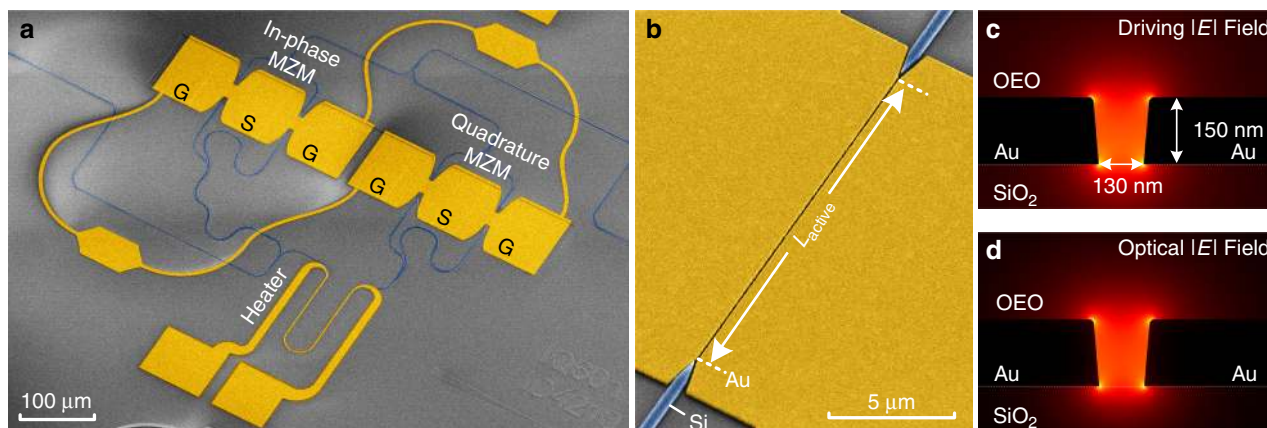 a
In-phase
MZM
G
S
G
Quadrature
MZM
G
S
G
Heater
100 μm
b
Lactive
Au
Si
5 μm
c
Driving |E| Field
OEO
150 nm
Au
Au
130 nm
SiO2
d
Optical |E| Field
OEO
Au
Au
SiO2